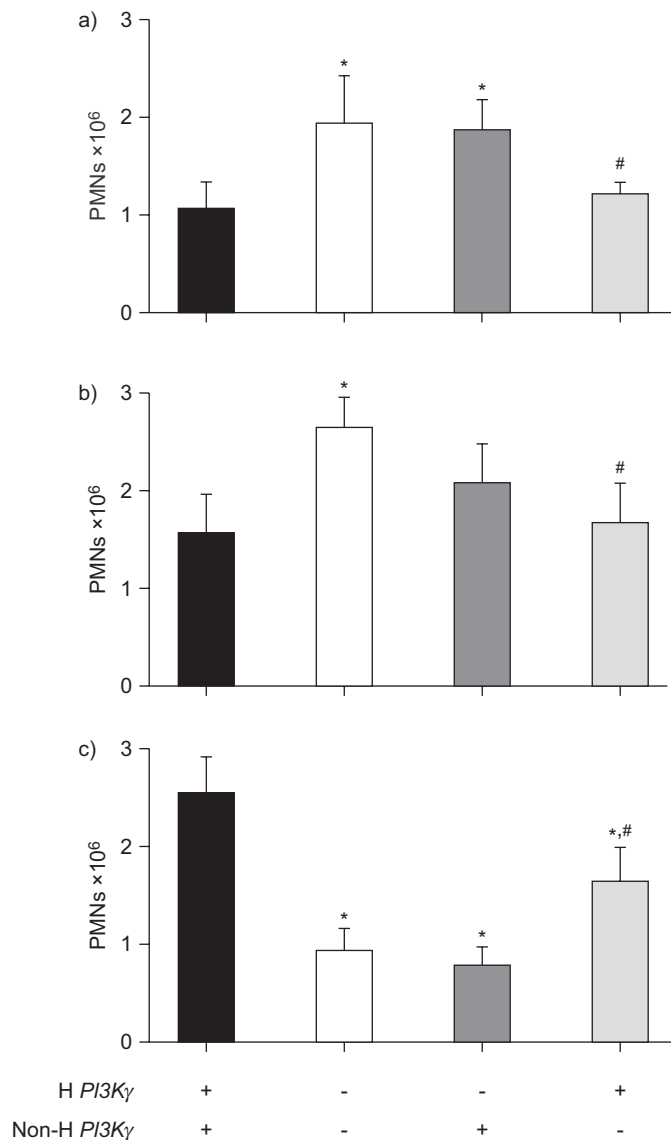 a)
3
*
*
2
#
1
0
PMNs ×10⁶
b)
3
*
2
#
1
0
PMNs ×10⁶
c)
3
*,#
2
*
*
1
0
PMNs ×10⁶
H PI3Kγ + - - +
Non-H PI3Kγ + - + -